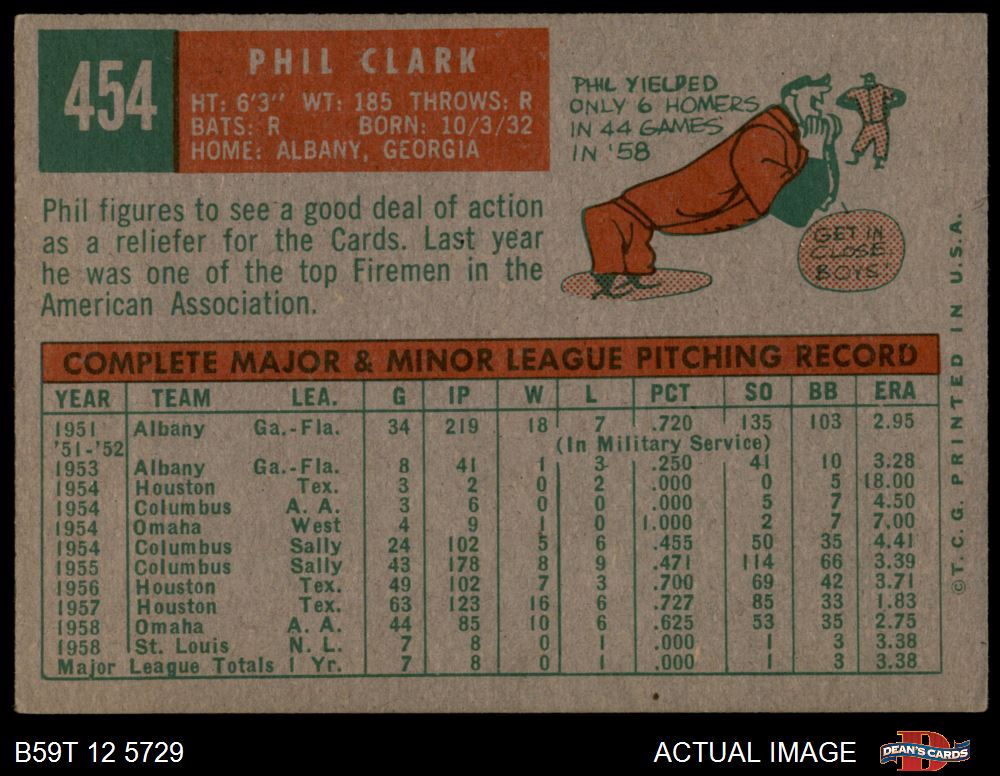 454
PHIL CLARK
HT: 6'3" WT: 185 THROWS: R
BATS: R BORN: 10/3/32
HOME: ALBANY, GEORGIA
PHIL YIELDED
ONLY 6 HOMERS
IN 44 GAMES
IN '58
GET IN
CLOSE
BOYS
Phil figures to see a good deal of action
as a reliefer for the Cards. Last year
he was one of the top Firemen in the
American Association.
COMPLETE MAJOR & MINOR LEAGUE PITCHING RECORD
YEAR TEAM LEA. G IP W L PCT SO BB ERA
1951 Albany Ga.-Fla. 34 219 18 7 .720 135 103 2.95
'51-'52 (In Military Service)
1953 Albany Ga.-Fla. 8 41 1 3 .250 41 10 3.28
1954 Houston Tex. 3 2 0 2 .000 0 5 18.00
1954 Columbus A. A. 3 6 0 0 .000 5 7 4.50
1954 Omaha West 4 9 1 0 1.000 2 7 7.00
1954 Columbus Sally 24 102 5 6 .455 50 35 4.41
1955 Columbus Sally 43 178 8 9 .471 114 66 3.39
1956 Houston Tex. 49 102 7 3 .700 69 42 3.71
1957 Houston Tex. 63 123 16 6 .727 85 33 1.83
1958 Omaha A. A. 44 85 10 6 .625 53 35 2.75
1958 St. Louis N. L. 7 8 0 1 .000 1 3 3.38
Major League Totals 1 Yr. 7 8 0 1 .000 1 3 3.38
© T. C. G. PRINTED IN U.S.A.
B59T 12 5729
ACTUAL IMAGE
DEAN'S CARDS